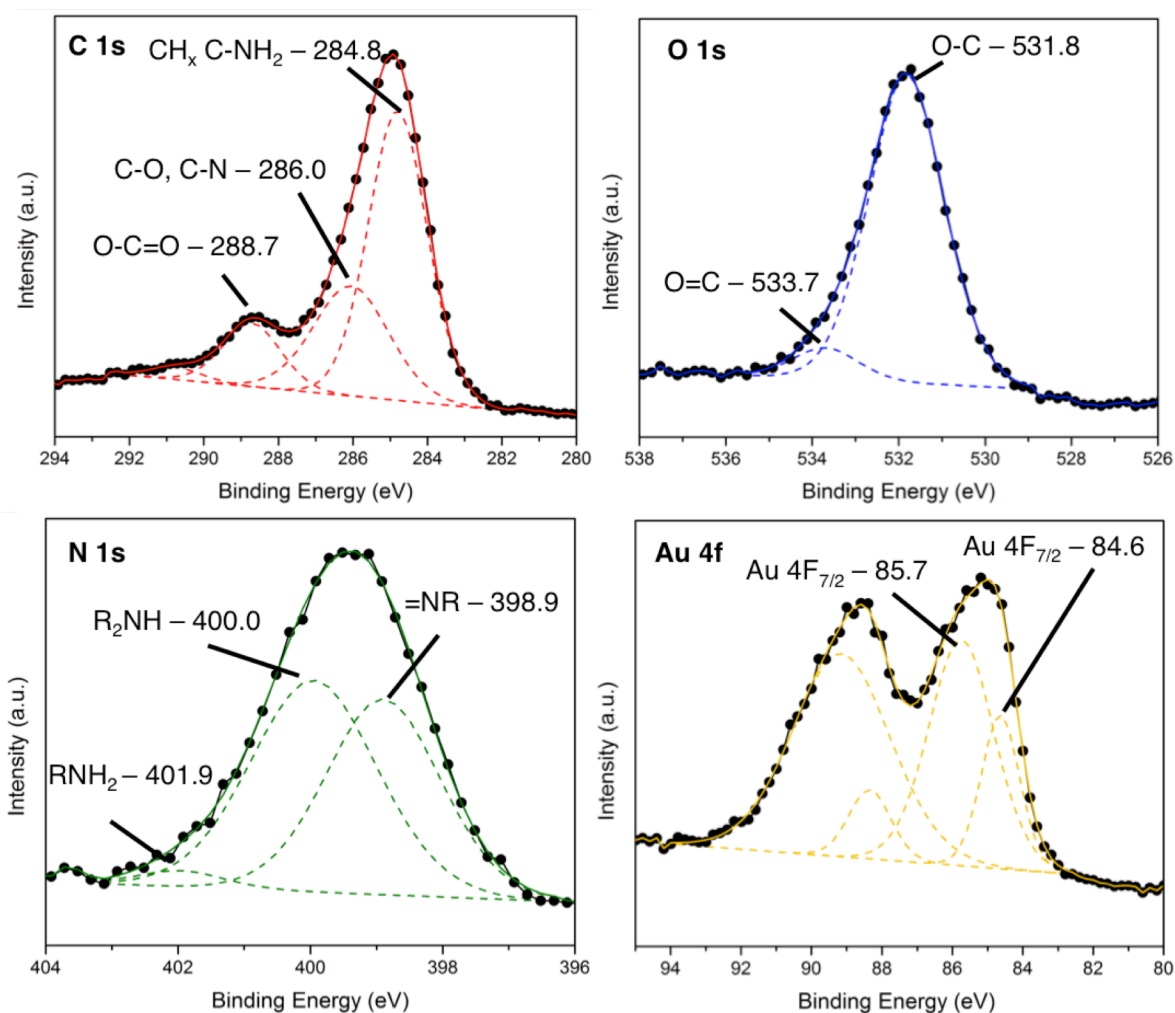 C 1s
CHₓ C-NH₂ – 284.8
C-O, C-N – 286.0
O-C=O – 288.7
Intensity (a.u.)
294 292 290 288 286 284 282 280
Binding Energy (eV)
O 1s
O-C – 531.8
O=C – 533.7
Intensity (a.u.)
538 536 534 532 530 528 526
Binding Energy (eV)
N 1s
R₂NH – 400.0
=NR – 398.9
RNH₂ – 401.9
Intensity (a.u.)
404 402 400 398 396
Binding Energy (eV)
Au 4f
Au 4F₇/₂ – 84.6
Au 4F₇/₂ – 85.7
Intensity (a.u.)
94 92 90 88 86 84 82 80
Binding Energy (eV)